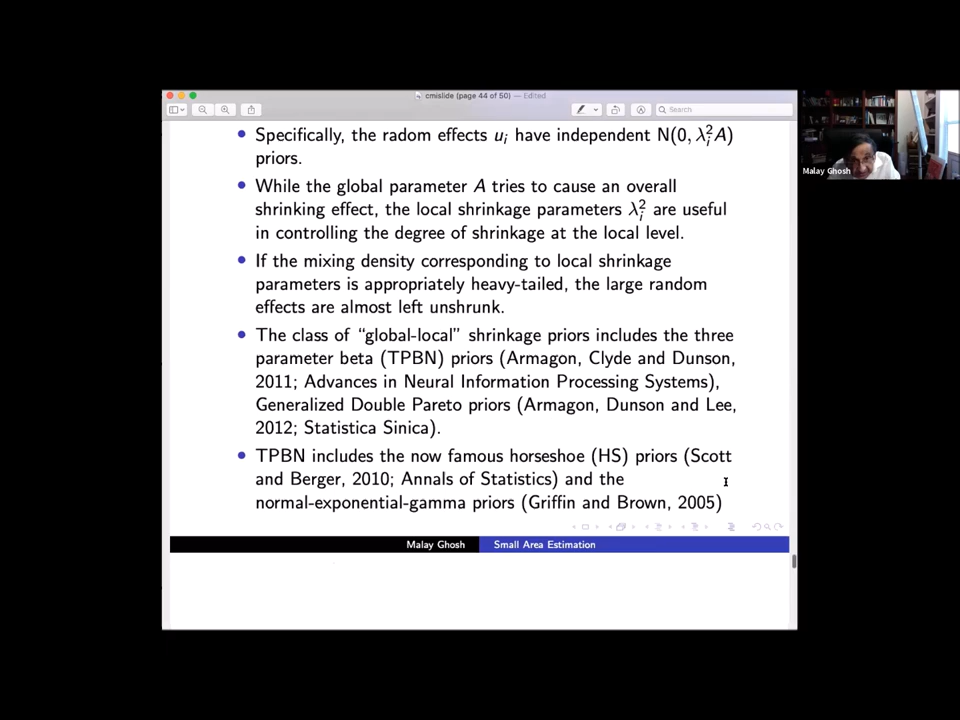 cmislide (page 44 of 50) — Edited
Search
Specifically, the radom effects u_i have independent N(0, λ_i^2 A)
priors.
While the global parameter A tries to cause an overall
shrinking effect, the local shrinkage parameters λ_i^2 are useful
in controlling the degree of shrinkage at the local level.
If the mixing density corresponding to local shrinkage
parameters is appropriately heavy-tailed, the large random
effects are almost left unshrunk.
The class of “global-local” shrinkage priors includes the three
parameter beta (TPBN) priors (Armagon, Clyde and Dunson,
2011; Advances in Neural Information Processing Systems),
Generalized Double Pareto priors (Armagon, Dunson and Lee,
2012; Statistica Sinica).
TPBN includes the now famous horseshoe (HS) priors (Scott
and Berger, 2010; Annals of Statistics) and the
normal-exponential-gamma priors (Griffin and Brown, 2005)
Malay Ghosh Small Area Estimation
Malay Ghosh